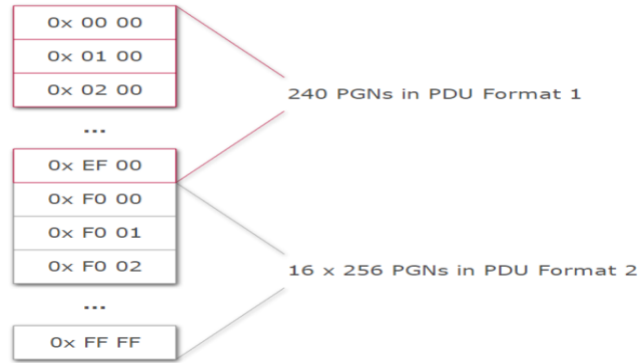 0x 00 00
0x 01 00
0x 02 00
...
0x EF 00
0x F0 00
0x F0 01
0x F0 02
...
0x FF FF
240 PGNs in PDU Format 1
16 x 256 PGNs in PDU Format 2